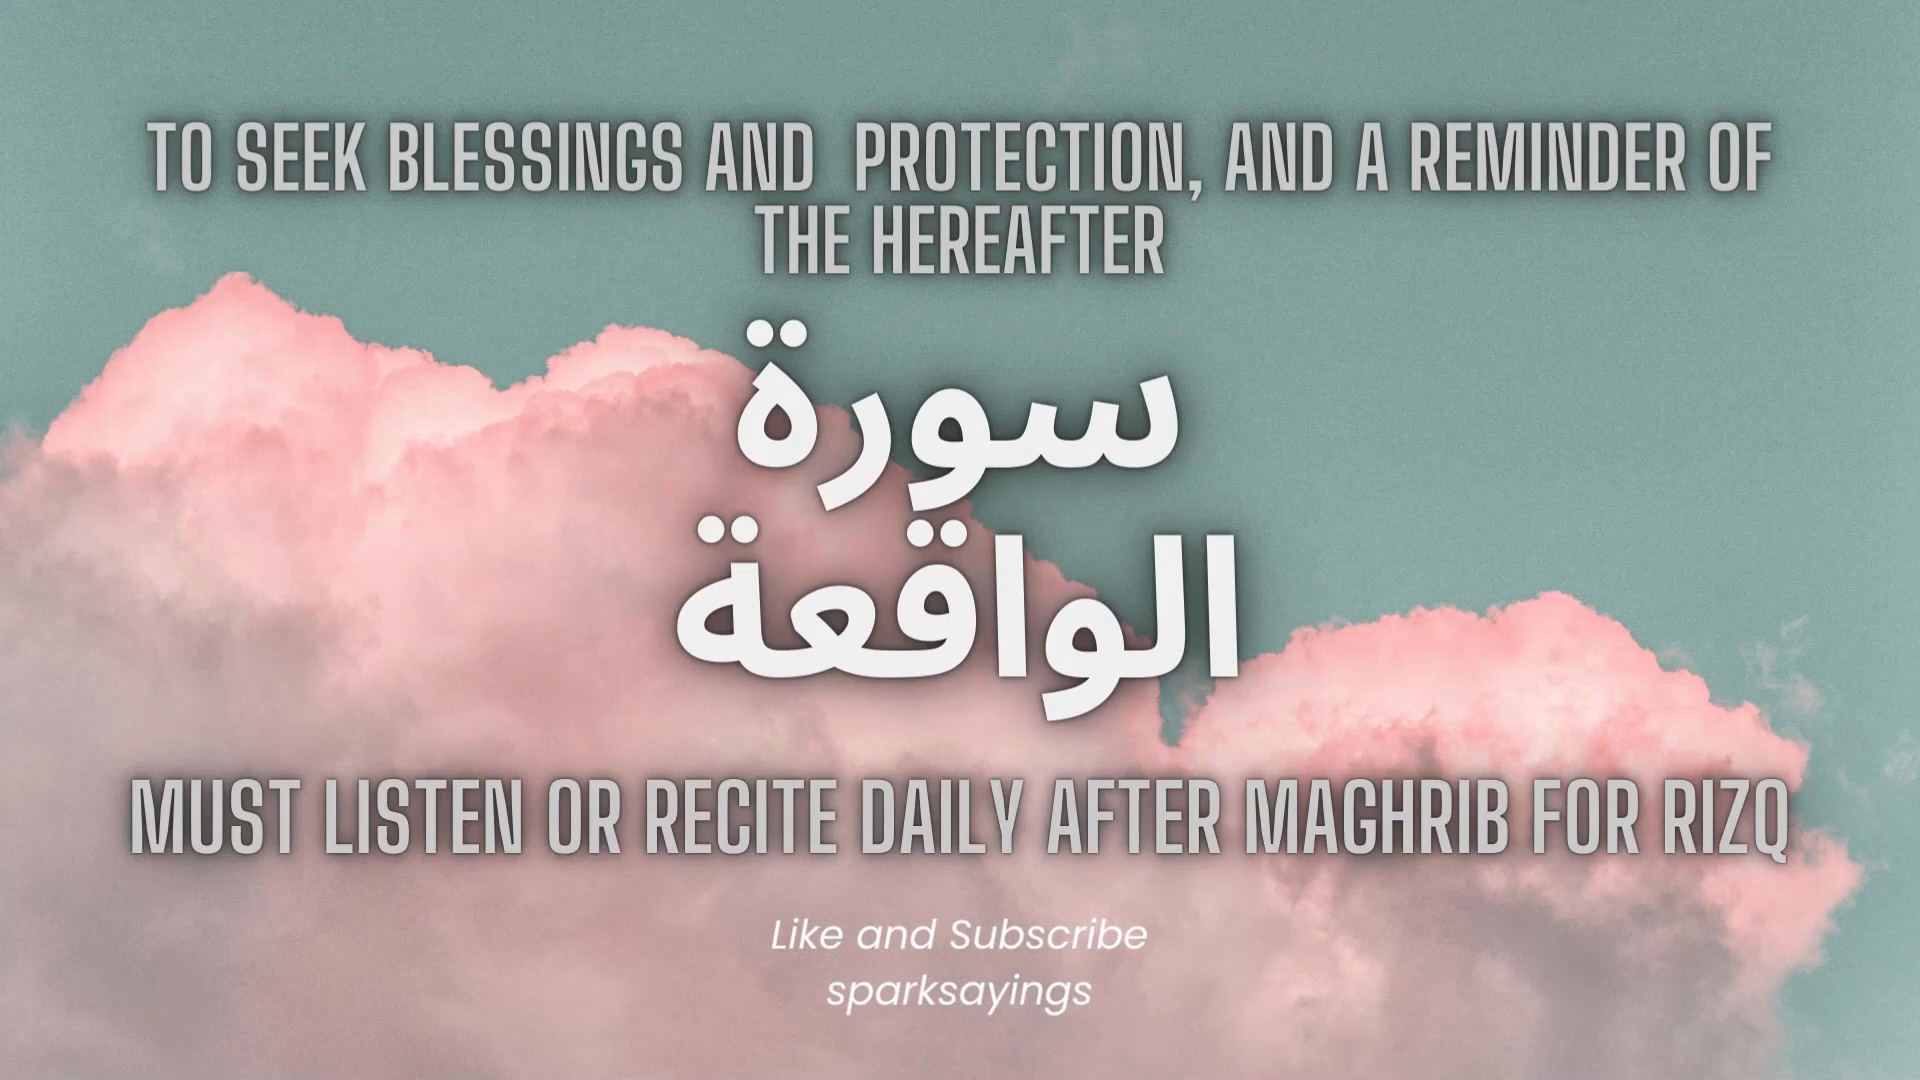 TO SEEK BLESSINGS AND  PROTECTION, AND A REMINDER OF
THE HEREAFTER
سورة
الواقعة
MUST LISTEN OR RECITE DAILY AFTER MAGHRIB FOR RIZQ
Like and Subscribe
sparksayings